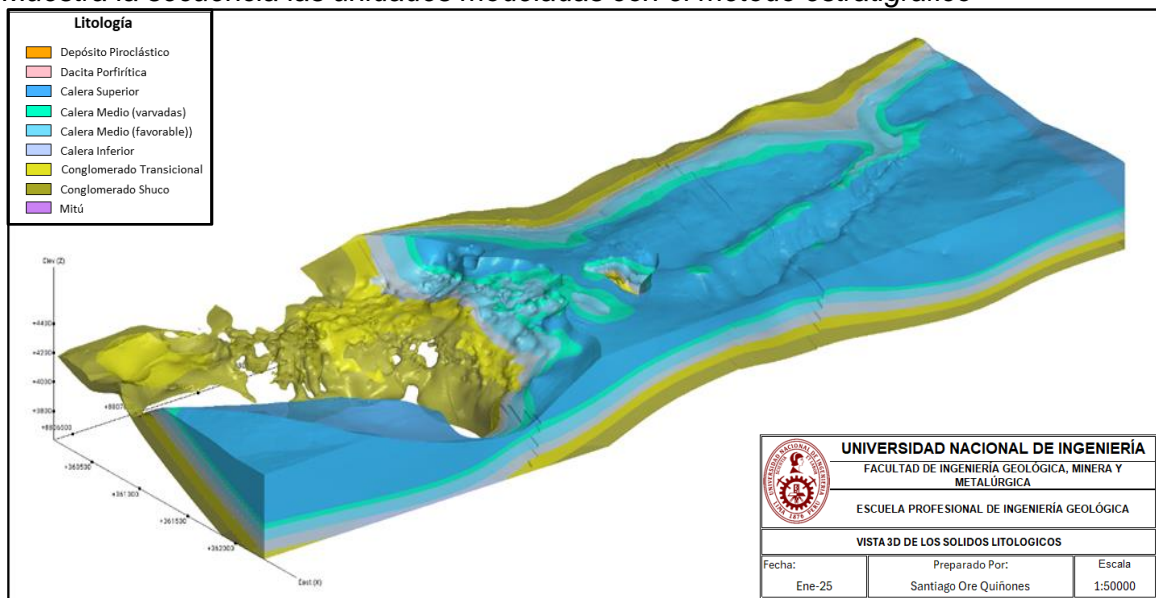 Muestra la secuencia las unidades modeladas con el método estratigráfico
Litología
Depósito Piroclástico
Dacita Porfirítica
Calera Superior
Calera Medio (varvadas)
Calera Medio (favorable))
Calera Inferior
Conglomerado Transicional
Conglomerado Shuco
Mitú
Elev (Z)
+4400
+4200
+4000
+3800
+361500
East (X)
UNIVERSIDAD NACIONAL DE INGENIERÍA
FACULTAD DE INGENIERÍA GEOLÓGICA, MINERA Y
METALÚRGICA
ESCUELA PROFESIONAL DE INGENIERÍA GEOLÓGICA
VISTA 3D DE LOS SOLIDOS LITOLOGICOS
Fecha:
Preparado Por:
Escala
Ene-25
Santiago Ore Quiñones
1:50000